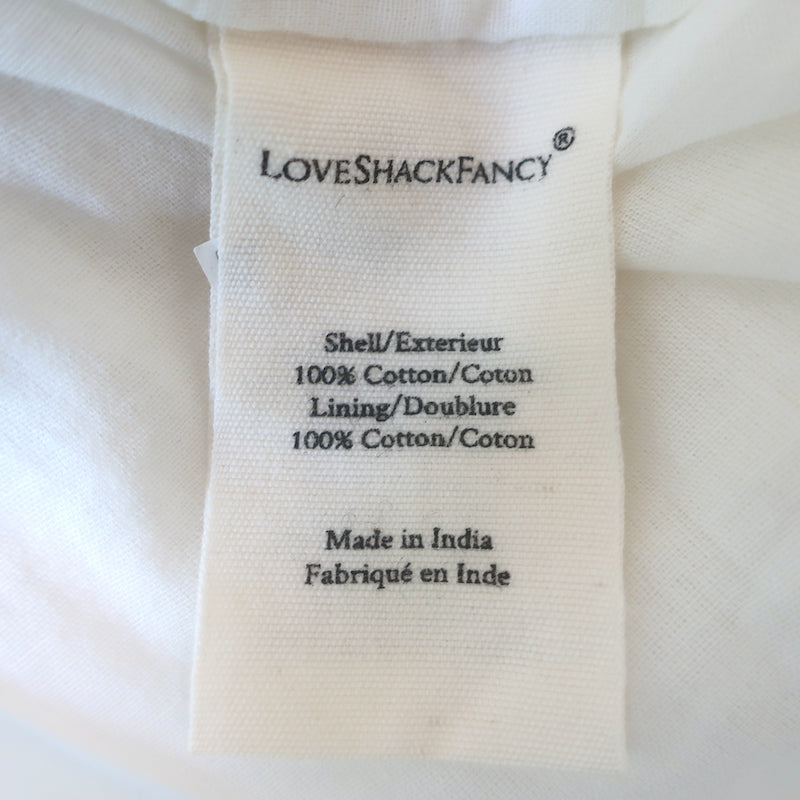 LOVESHACKFANCY®
Shell/Exterieur
100% Cotton/Coton
Lining/Doublure
100% Cotton/Coton
Made in India
Fabriqué en Inde